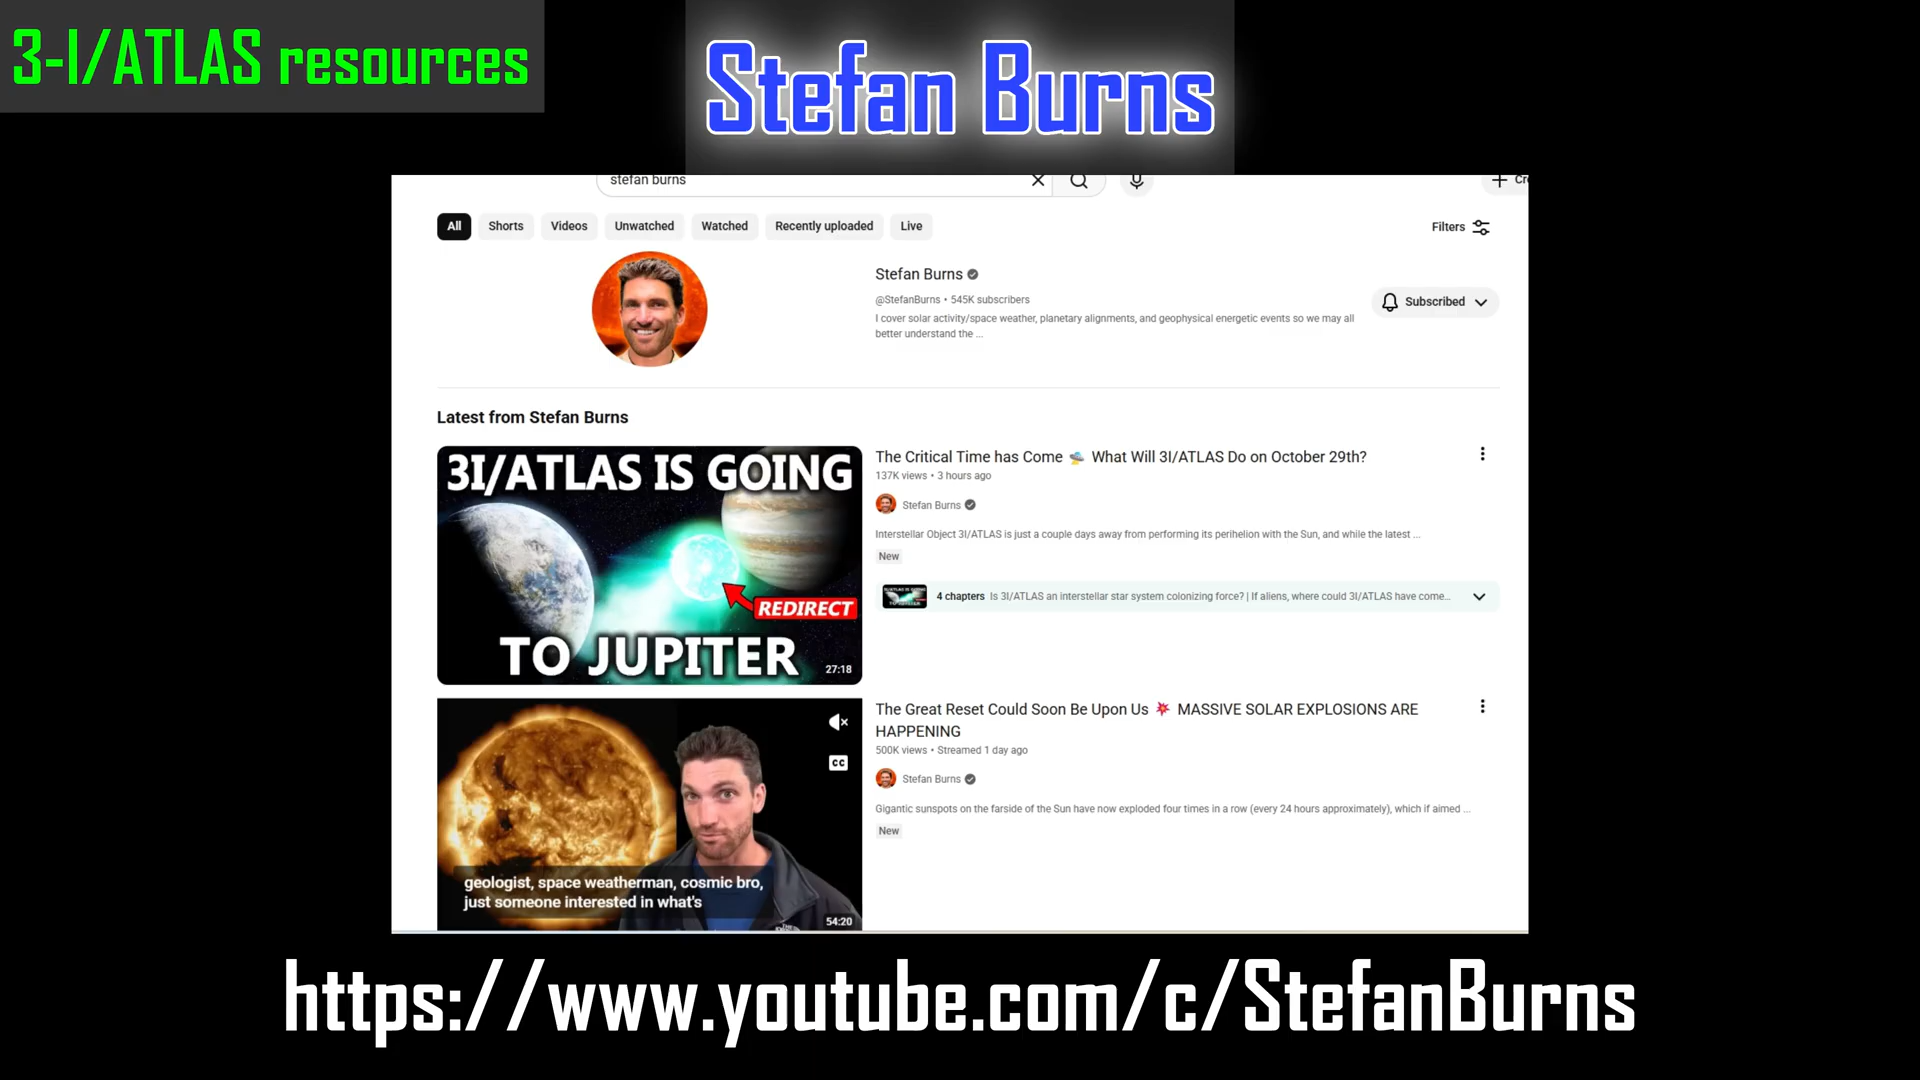 3-I/ATLAS resources
Stefan Burns
stefan burns
All
Shorts
Videos
Unwatched
Watched
Recently uploaded
Live
Filters
Stefan Burns
@StefanBurns • 545K subscribers
I cover solar activity/space weather, planetary alignments, and geophysical energetic events so we may all
better understand the ...
Subscribed
Latest from Stefan Burns
3I/ATLAS IS GOING
REDIRECT
TO JUPITER
27:18
The Critical Time has Come 🛸 What Will 3I/ATLAS Do on October 29th?
137K views • 3 hours ago
Stefan Burns
Interstellar Object 3I/ATLAS is just a couple days away from performing its perihelion with the Sun, and while the latest ...
New
4 chapters Is 3I/ATLAS an interstellar star system colonizing force? | If aliens, where could 3I/ATLAS have come...
The Great Reset Could Soon Be Upon Us 💥 MASSIVE SOLAR EXPLOSIONS ARE
HAPPENING
500K views • Streamed 1 day ago
Stefan Burns
Gigantic sunspots on the farside of the Sun have now exploded four times in a row (every 24 hours approximately), which if aimed ...
New
CC
geologist, space weatherman, cosmic bro,
just someone interested in what's
54:20
https://www.youtube.com/c/StefanBurns